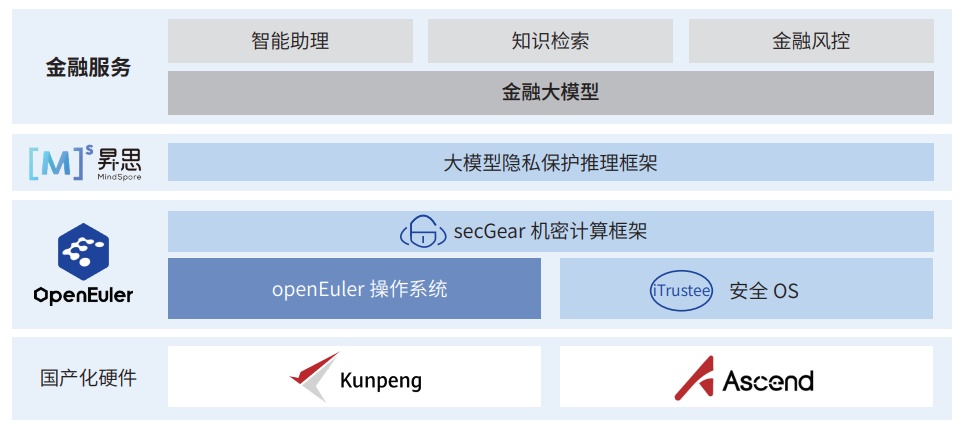 智能助理
知识检索
金融风控
金融服务
金融大模型
[M]s 昇思
MindSpore
大模型隐私保护推理框架
secGear 机密计算框架
OpenEuler
openEuler 操作系统
iTrustee 安全 OS
国产化硬件
Kunpeng
Ascend